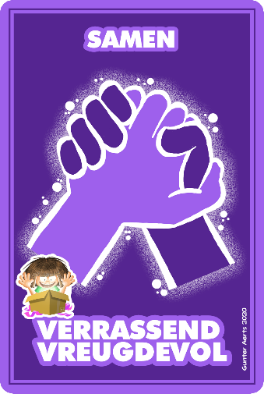 SAMEN
VERRASSEND
VREUGDEVOL
Gunter Aerts 2020